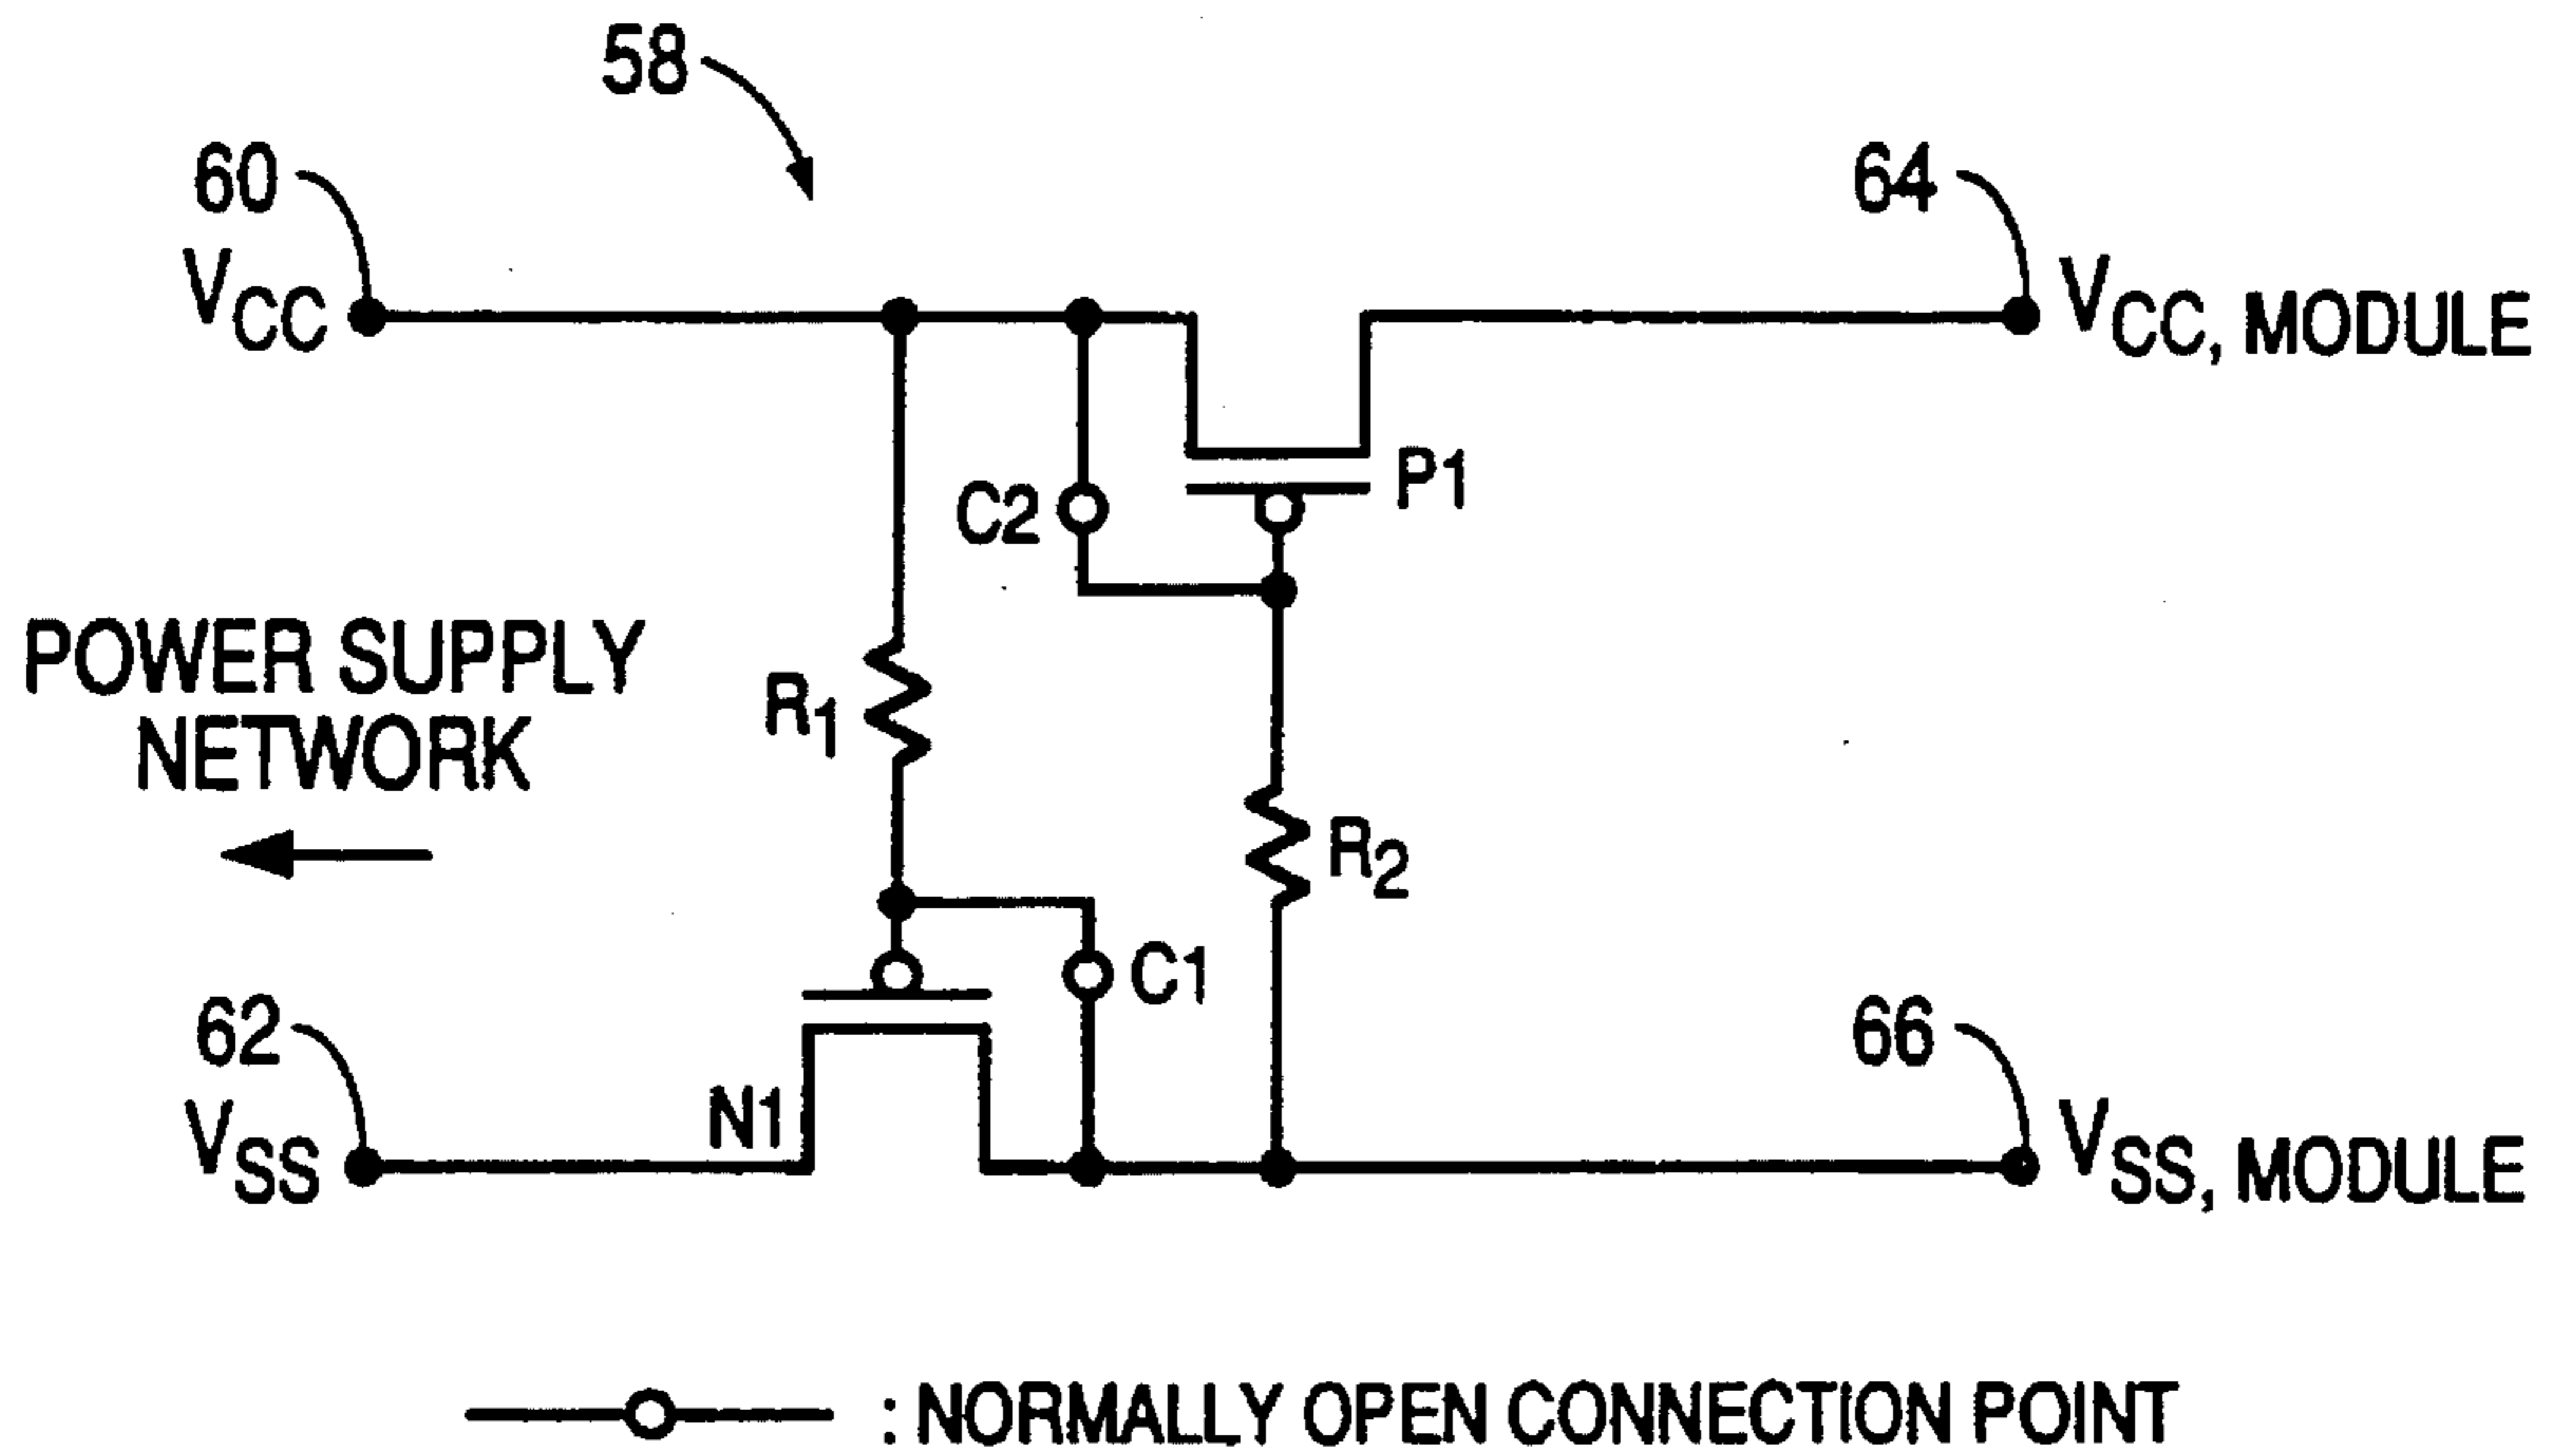 58
60
64
VCC
VCC, MODULE
P1
C2
POWER SUPPLY
NETWORK
R1
R2
C1
62
66
N1
VSS
VSS, MODULE
: NORMALLY OPEN CONNECTION POINT